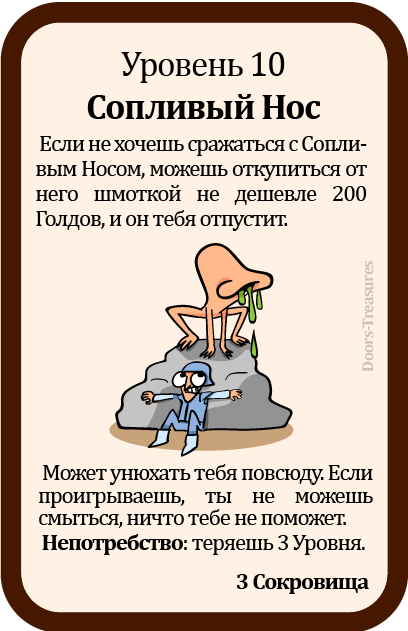 Уровень 10
Сопливый Нос
Если не хочешь сражаться с Сопли-
вым Носом, можешь откупиться от
него шмоткой не дешевле 200
Голдов, и он тебя отпустит.
Doors-Treasures
Может унюхать тебя повсюду. Если
проигрываешь, ты не можешь
смыться, ничто тебе не поможет.
Непотребство: теряешь 3 Уровня.
3 Сокровища